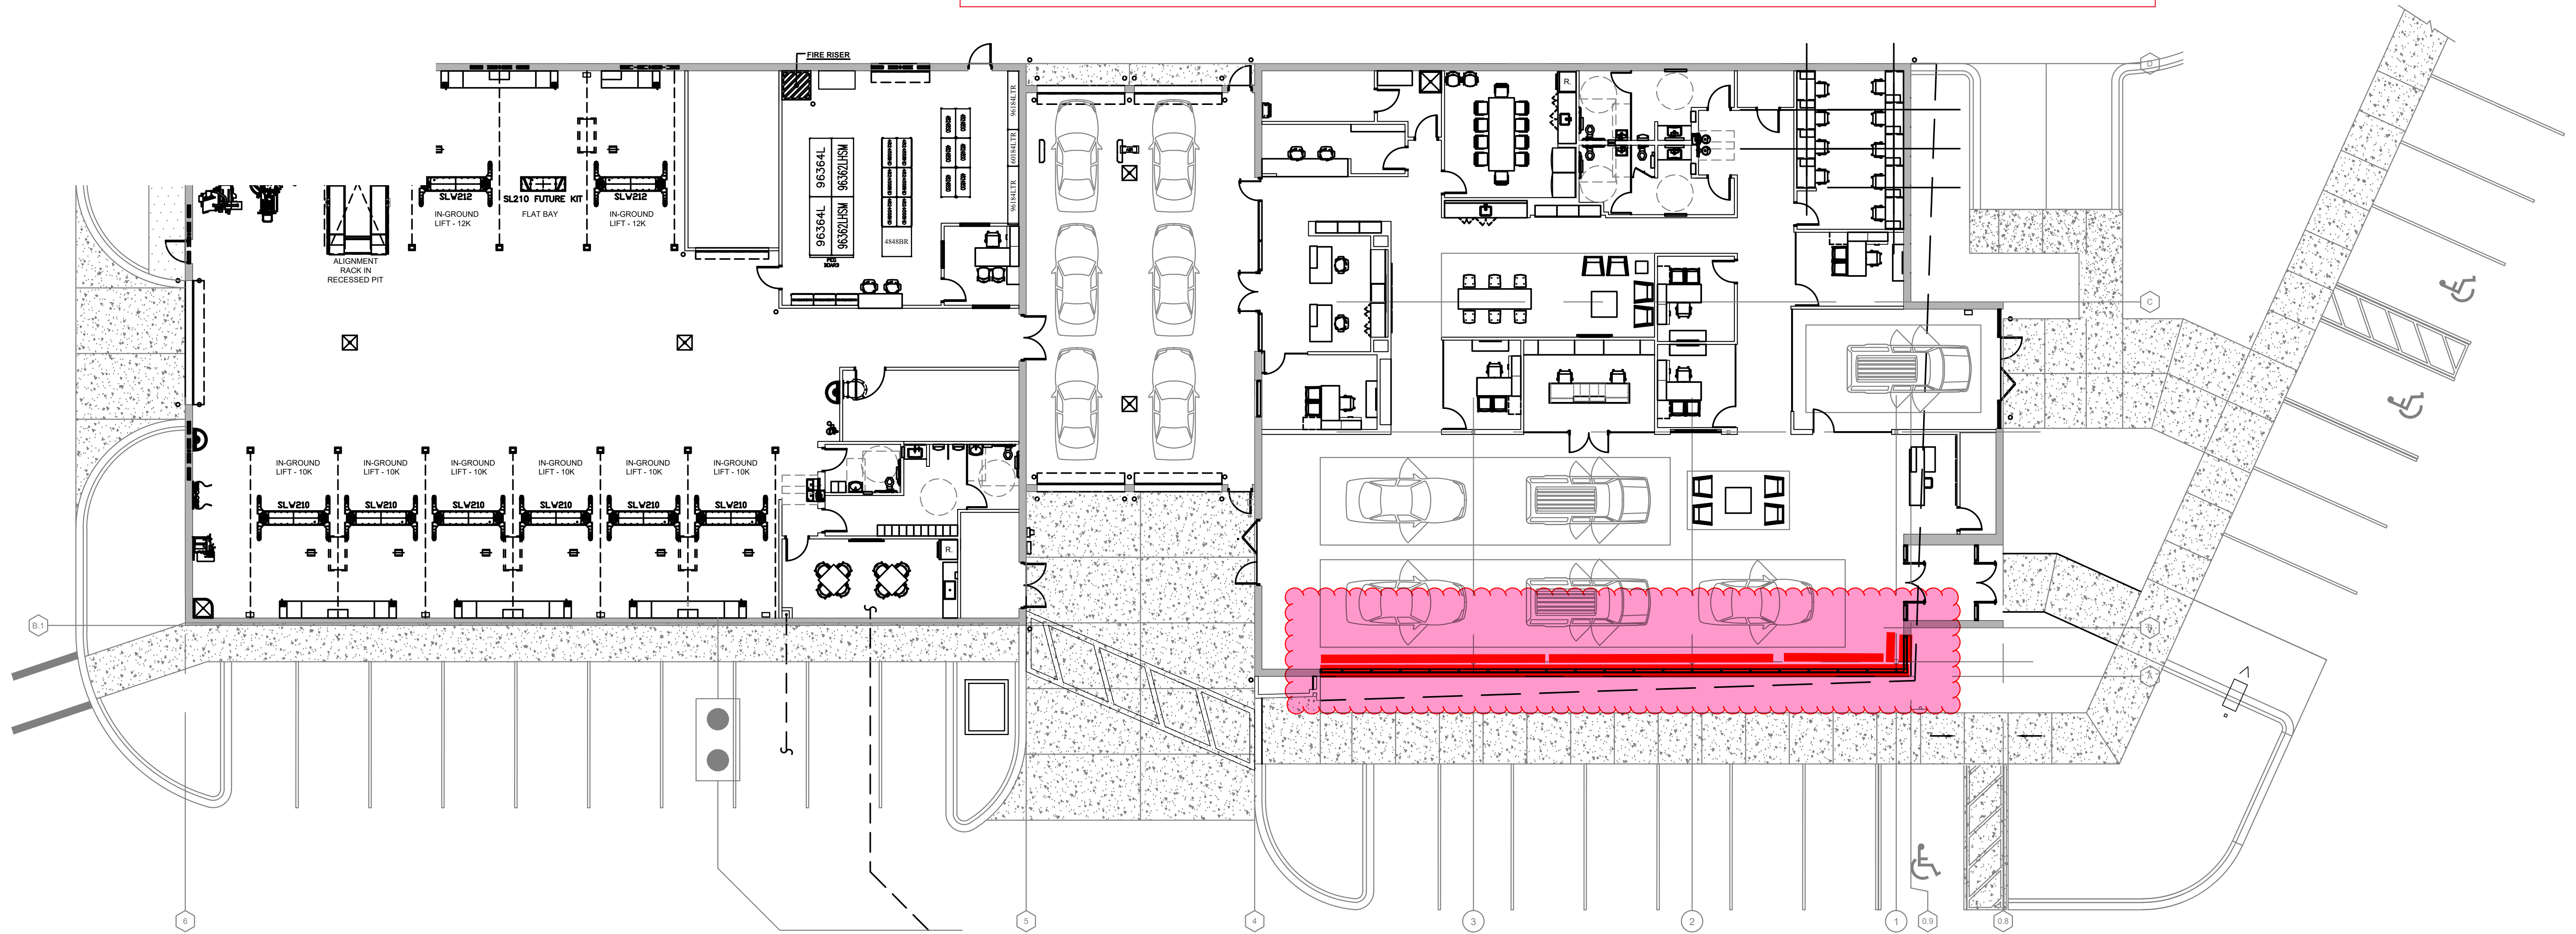 FIRE RISER
D
R.
96184LTR
60184LTR
96184LTR
96364L
96362LHSM
96364L
96362LHSM
4848BR
SLW212
SL210 FUTURE KIT
SLW212
IN-GROUND
LIFT - 12K
FLAT BAY
IN-GROUND
LIFT - 12K
ALIGNMENT
RACK IN
RECESSED PIT
C
IN-GROUND
LIFT - 10K
IN-GROUND
LIFT - 10K
IN-GROUND
LIFT - 10K
IN-GROUND
LIFT - 10K
IN-GROUND
LIFT - 10K
IN-GROUND
LIFT - 10K
SLW210
SLW210
SLW210
SLW210
SLW210
SLW210
R.
B.1
B
A
6
5
4
3
2
1
0.9
0.8